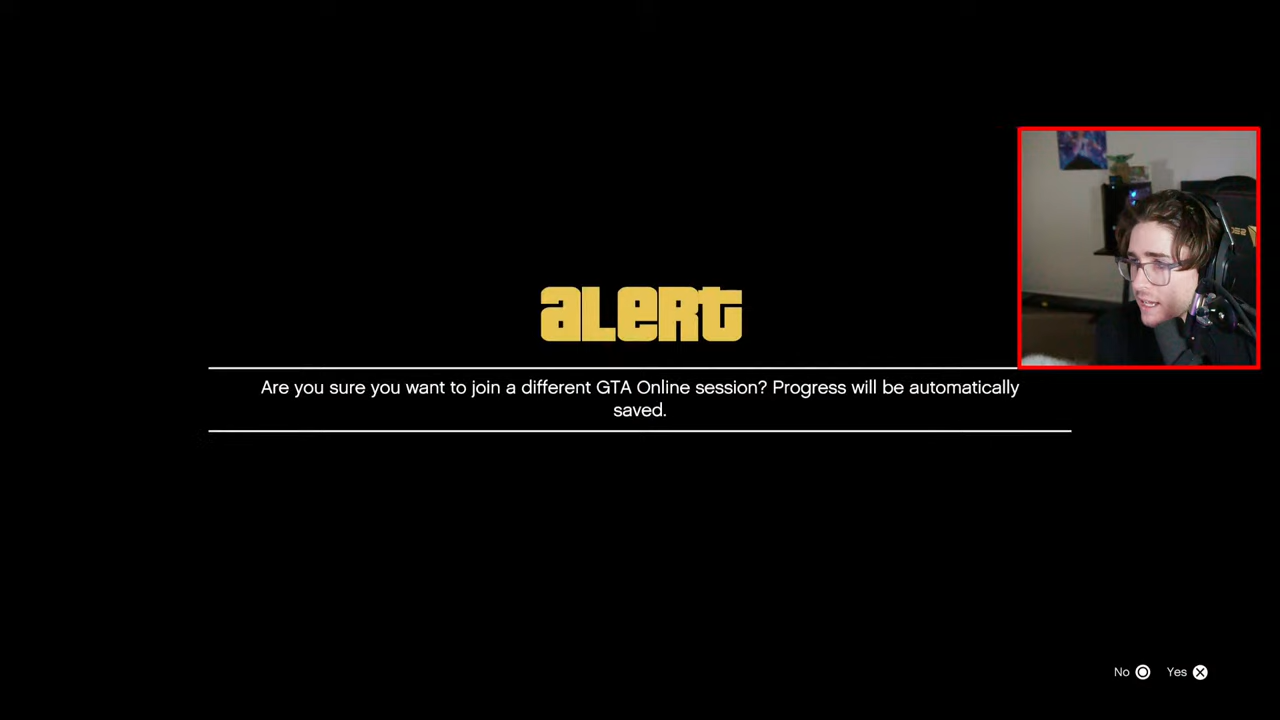 aLeRt
Are you sure you want to join a different GTA Online session? Progress will be automatically
saved.
No Yes